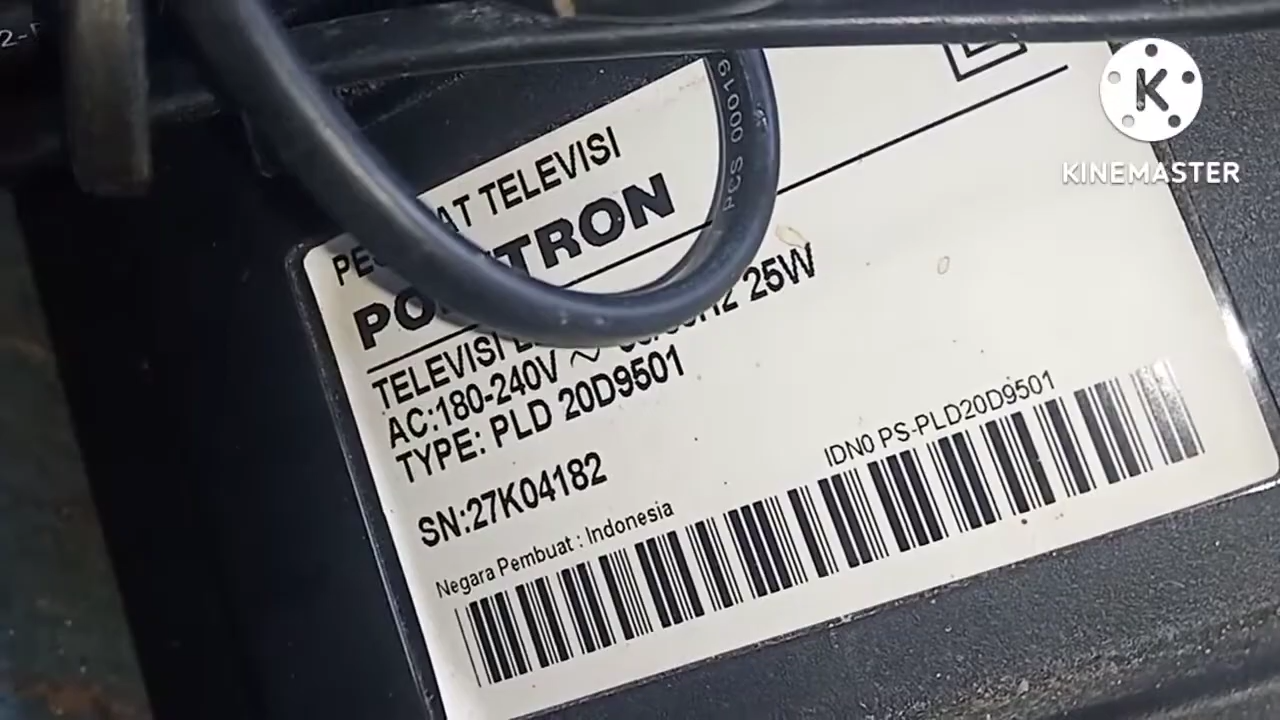 PCS 00019
TELEVISI
TELEVISI
AC:180-240V ~ 25W
TYPE: PLD 20D9501
SN:27K04182
IDN0 PS-PLD20D9501
Negara Pembuat : Indonesia
KINEMASTER